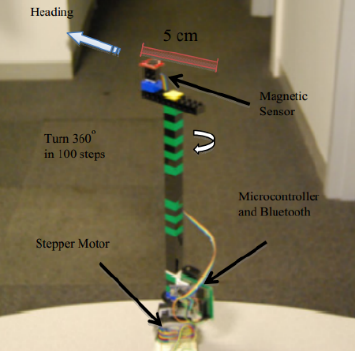 Heading
5 cm
Magnetic
Sensor
Turn 360°
in 100 steps
Microcontroller
and Bluetooth
Stepper Motor